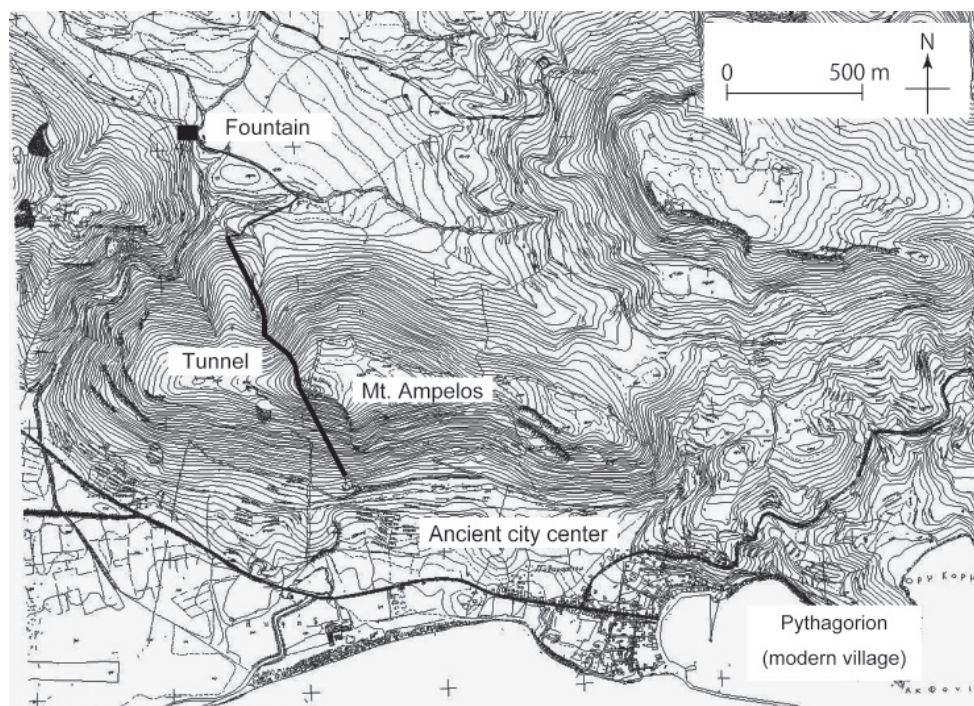 0 500 m
N
Fountain
Tunnel
Mt. Ampelos
Ancient city center
Pythagorion
(modern village)